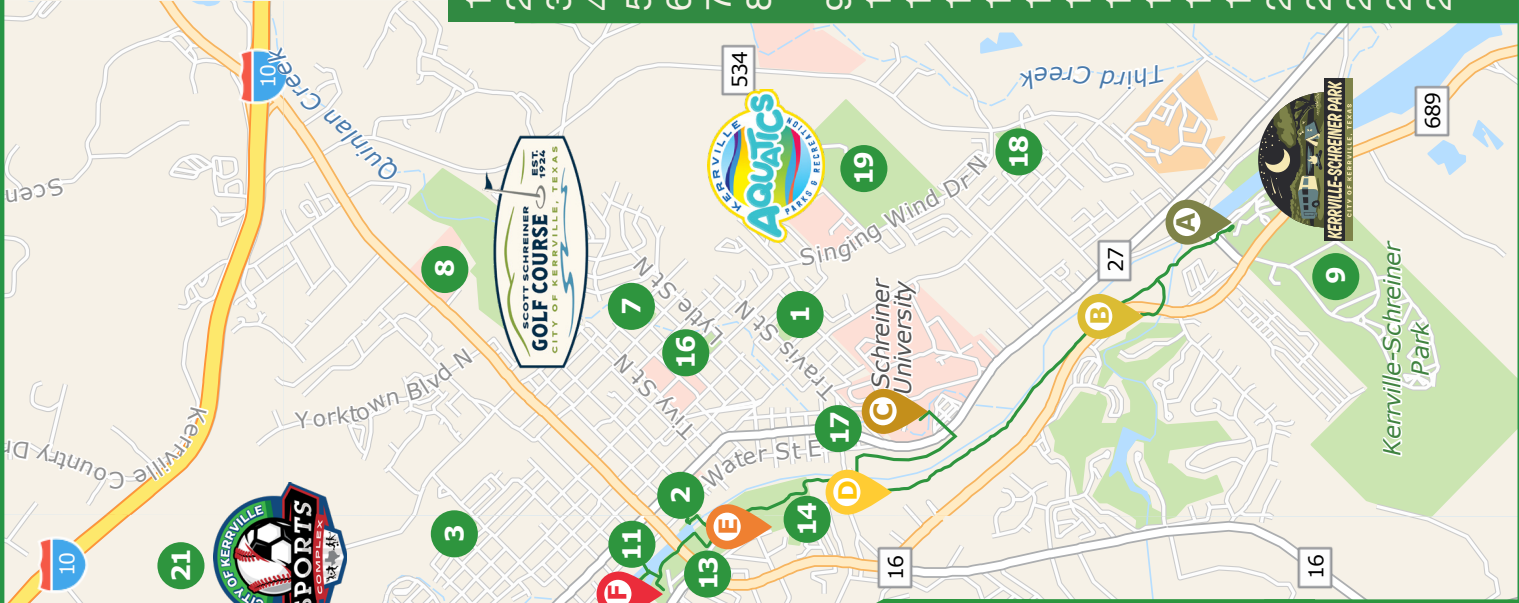 Kerrville Country Dr
10
21
CITY OF KERRVILLE
SPORTS
COMPLEX
10
Quinlan Creek
Yorktown Blvd N
3
8
SCOTT SCHREINER
GOLF COURSE
CITY OF KERRVILLE, TEXAS
EST.
1924
F
11
7
Lytle St N
Tivy St N
2
16
13
E
534
KERRVILLE
AQUATICS
PARKS & RECREATION
Travis St N
Water St E
1
14
17
D
19
C
Schreiner
University
16
Singing Wind Dr N
18
Third Creek
B
27
A
16
KERRVILLE-SCHREINER PARK
CITY OF KERRVILLE, TEXAS
9
Kerrville-Schreiner
Park
689